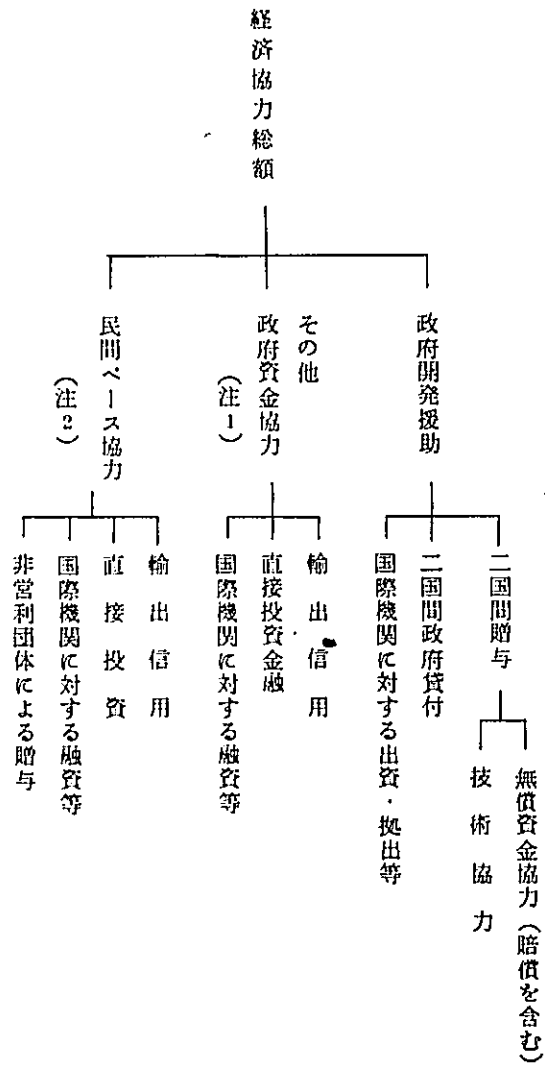 経済協力総額
政府開発援助
二国間贈与
無償資金協力（賠償を含む）
技術協力
二国間政府貸付
国際機関に対する出資・拠出等
その他
政府資金協力
（注1）
輸出信用
直接投資金融
国際機関に対する融資等
民間ベース協力
（注2）
輸出信用
直接投資
国際機関に対する融資等
非営利団体による贈与